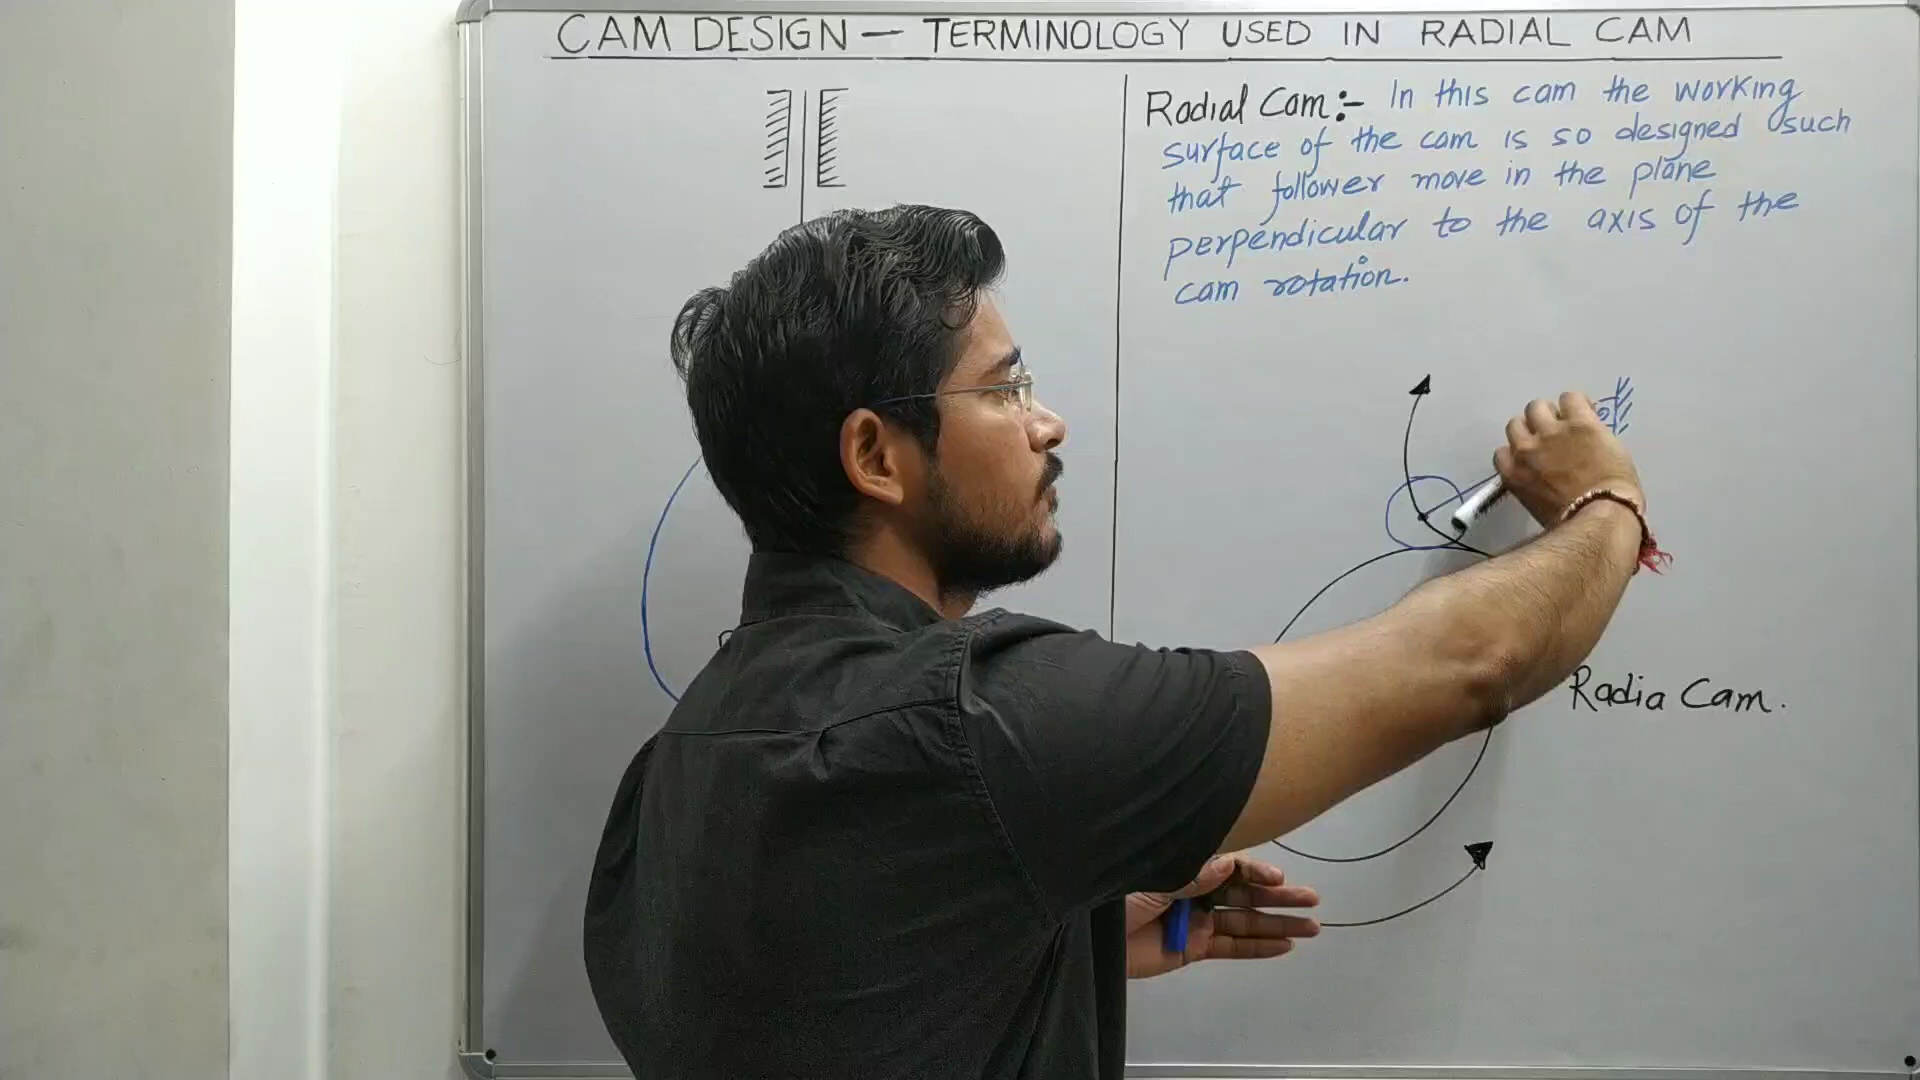 CAM DESIGN — TERMINOLOGY USED IN RADIAL CAM
Radial Cam:- In this cam the working
surface of the cam is so designed such
that follower move in the plane
perpendicular to the axis of the
cam rotation.
Radia Cam.